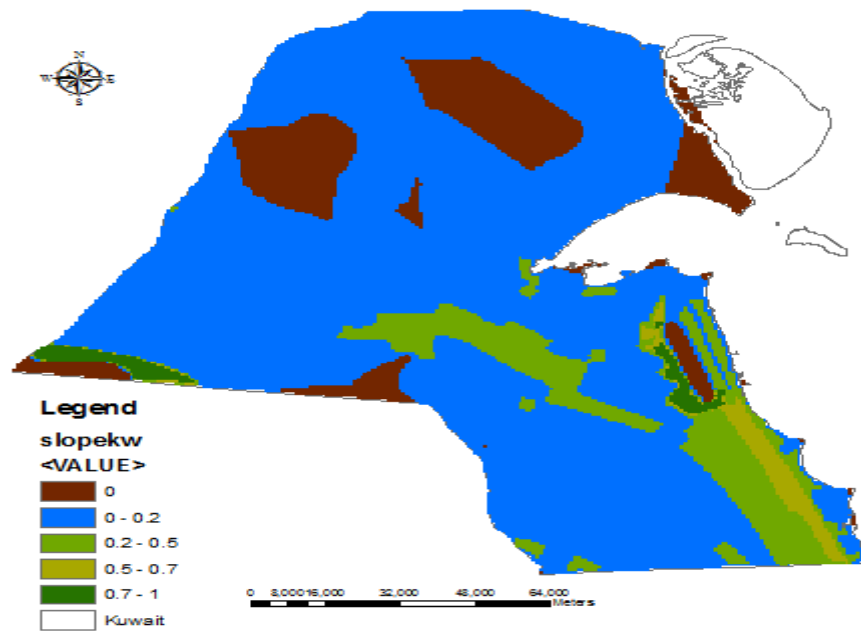 N
W E
S
Legend
slopekw
<VALUE>
0
0 - 0.2
0.2 - 0.5
0.5 - 0.7
0.7 - 1
Kuwait
0 8,000 16,000 32,000 48,000 64,000
Meters